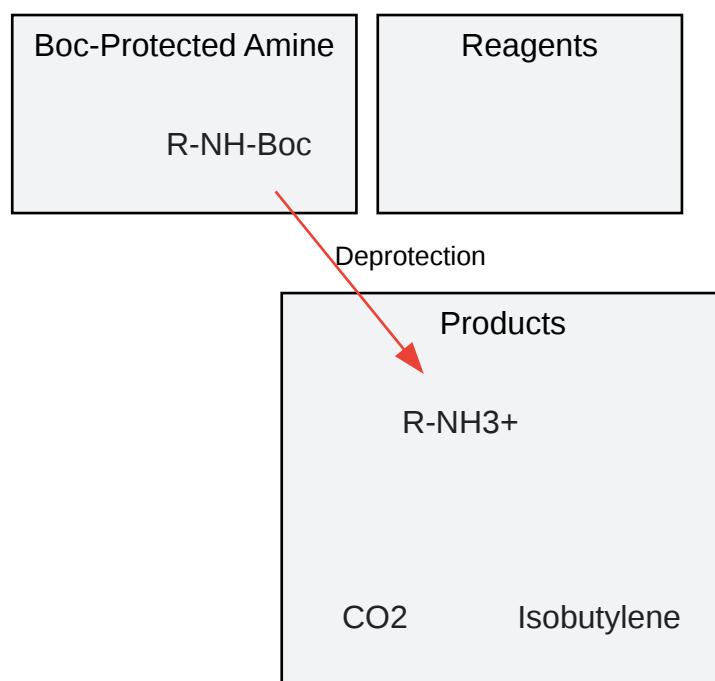 Boc-Protected Amine
Reagents
R-NH-Boc
Deprotection
Products
R-NH3+
CO2
Isobutylene